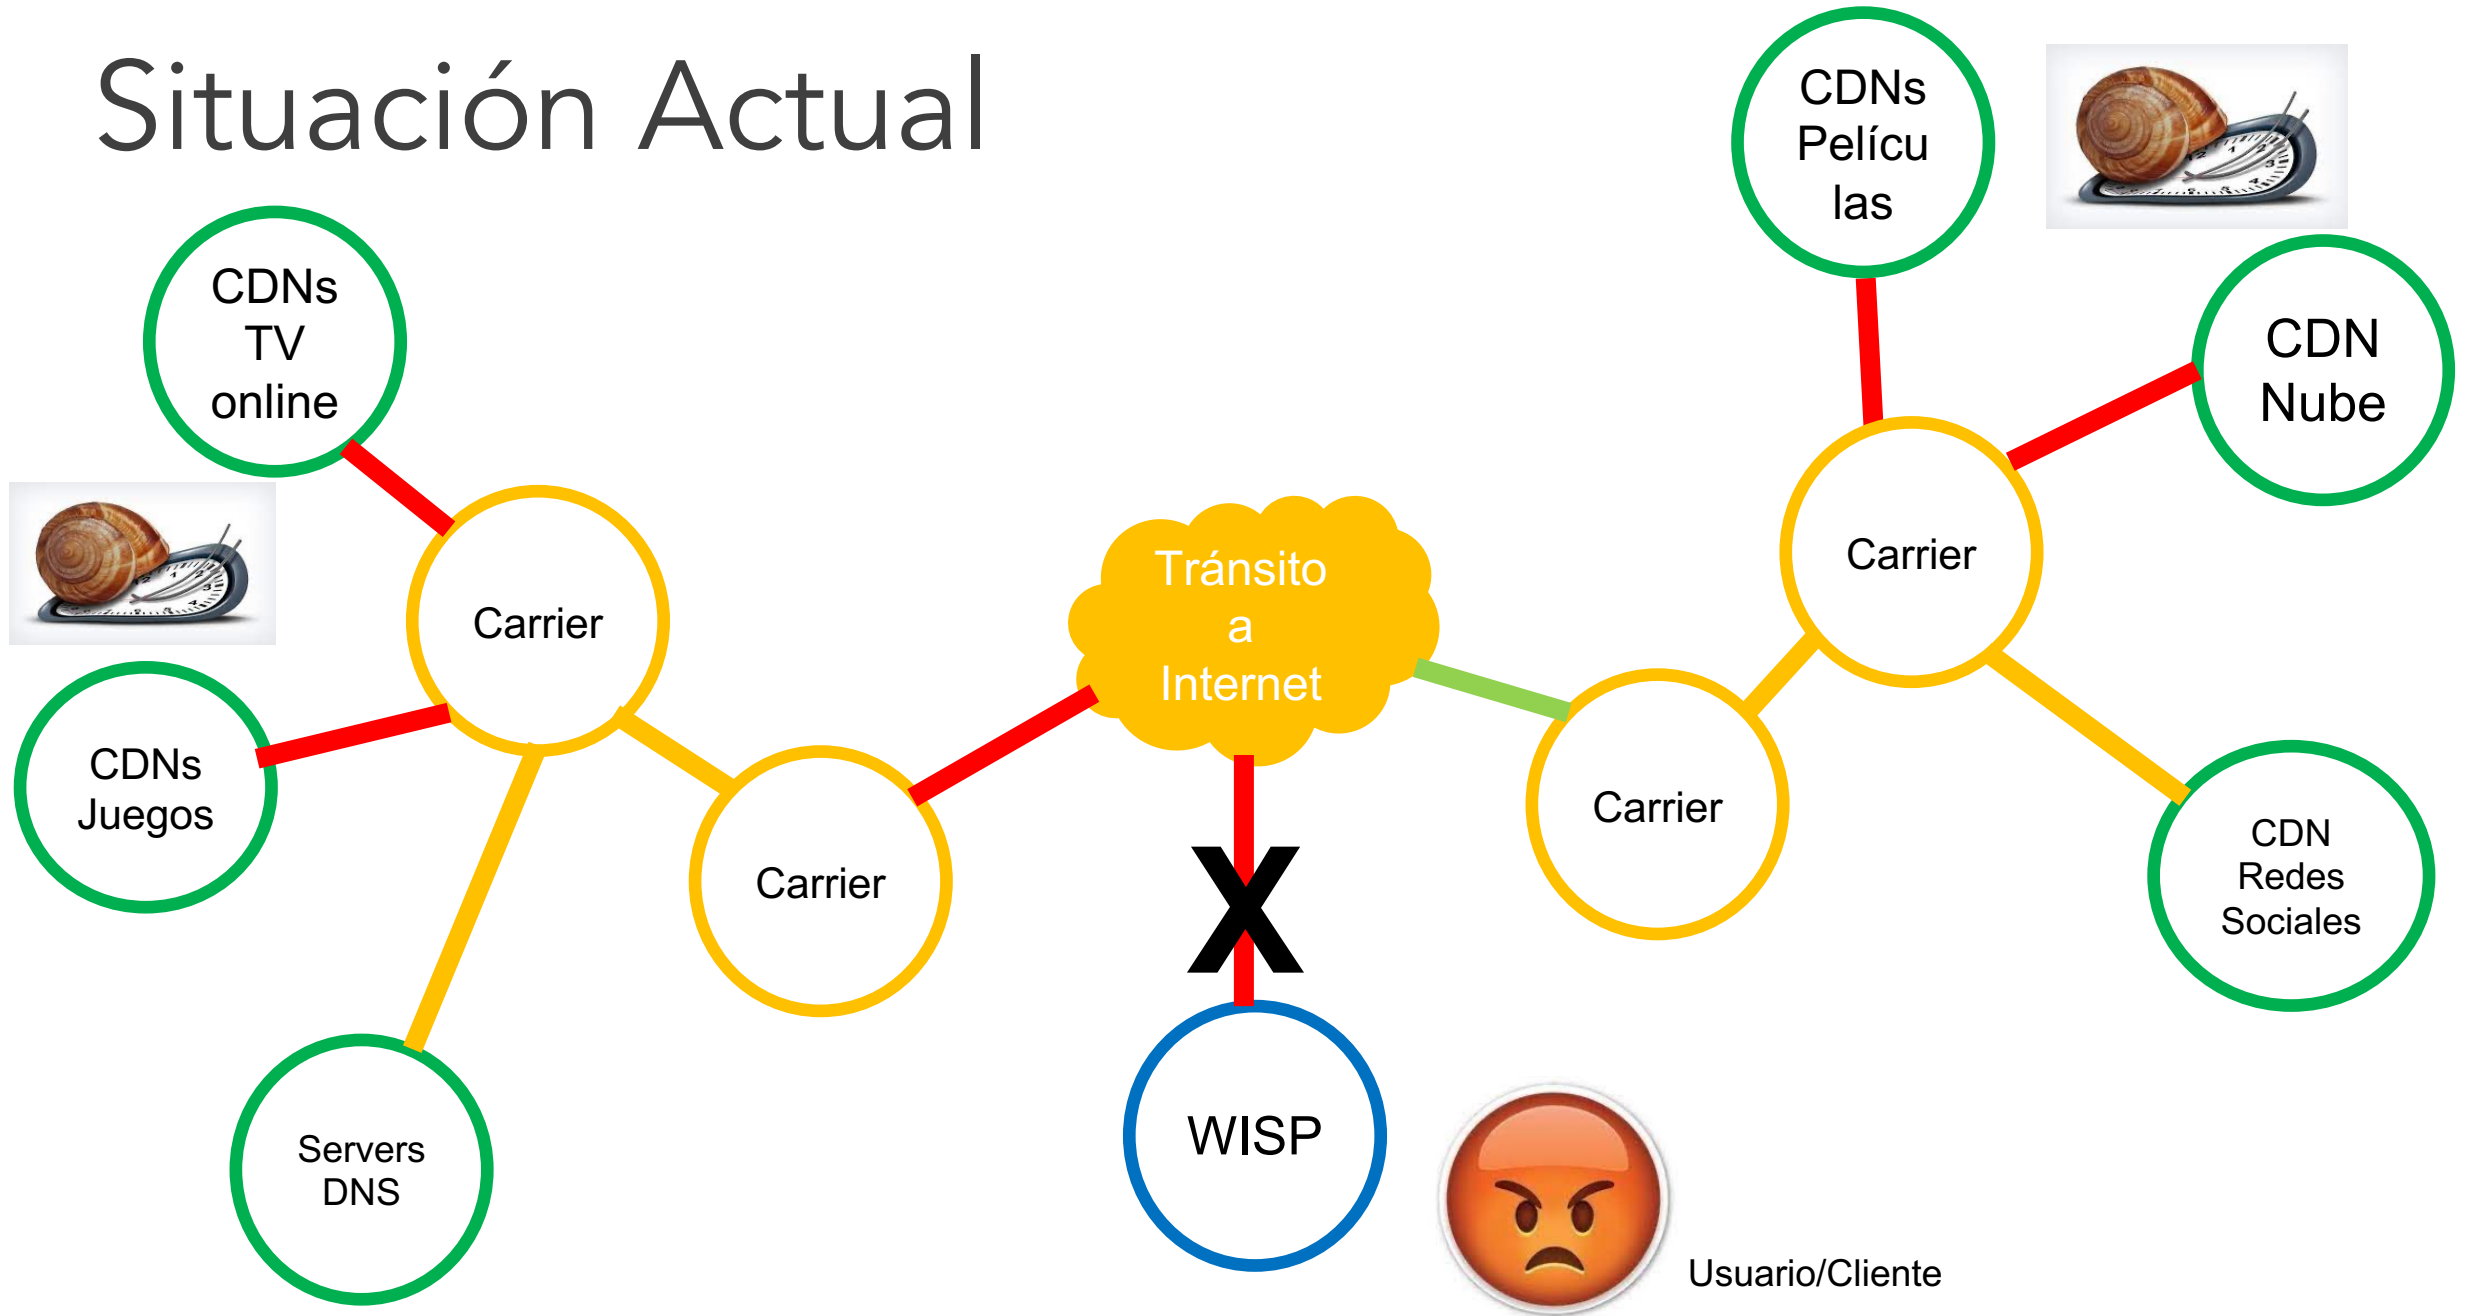 Situación Actual
CDNs
Pelícu
las
CDNs
TV
online
CDN
Nube
Carrier
Tránsito
a
Internet
Carrier
CDNs
Juegos
Carrier
Carrier
CDN
Redes
Sociales
Servers
DNS
X
WISP
Usuario/Cliente